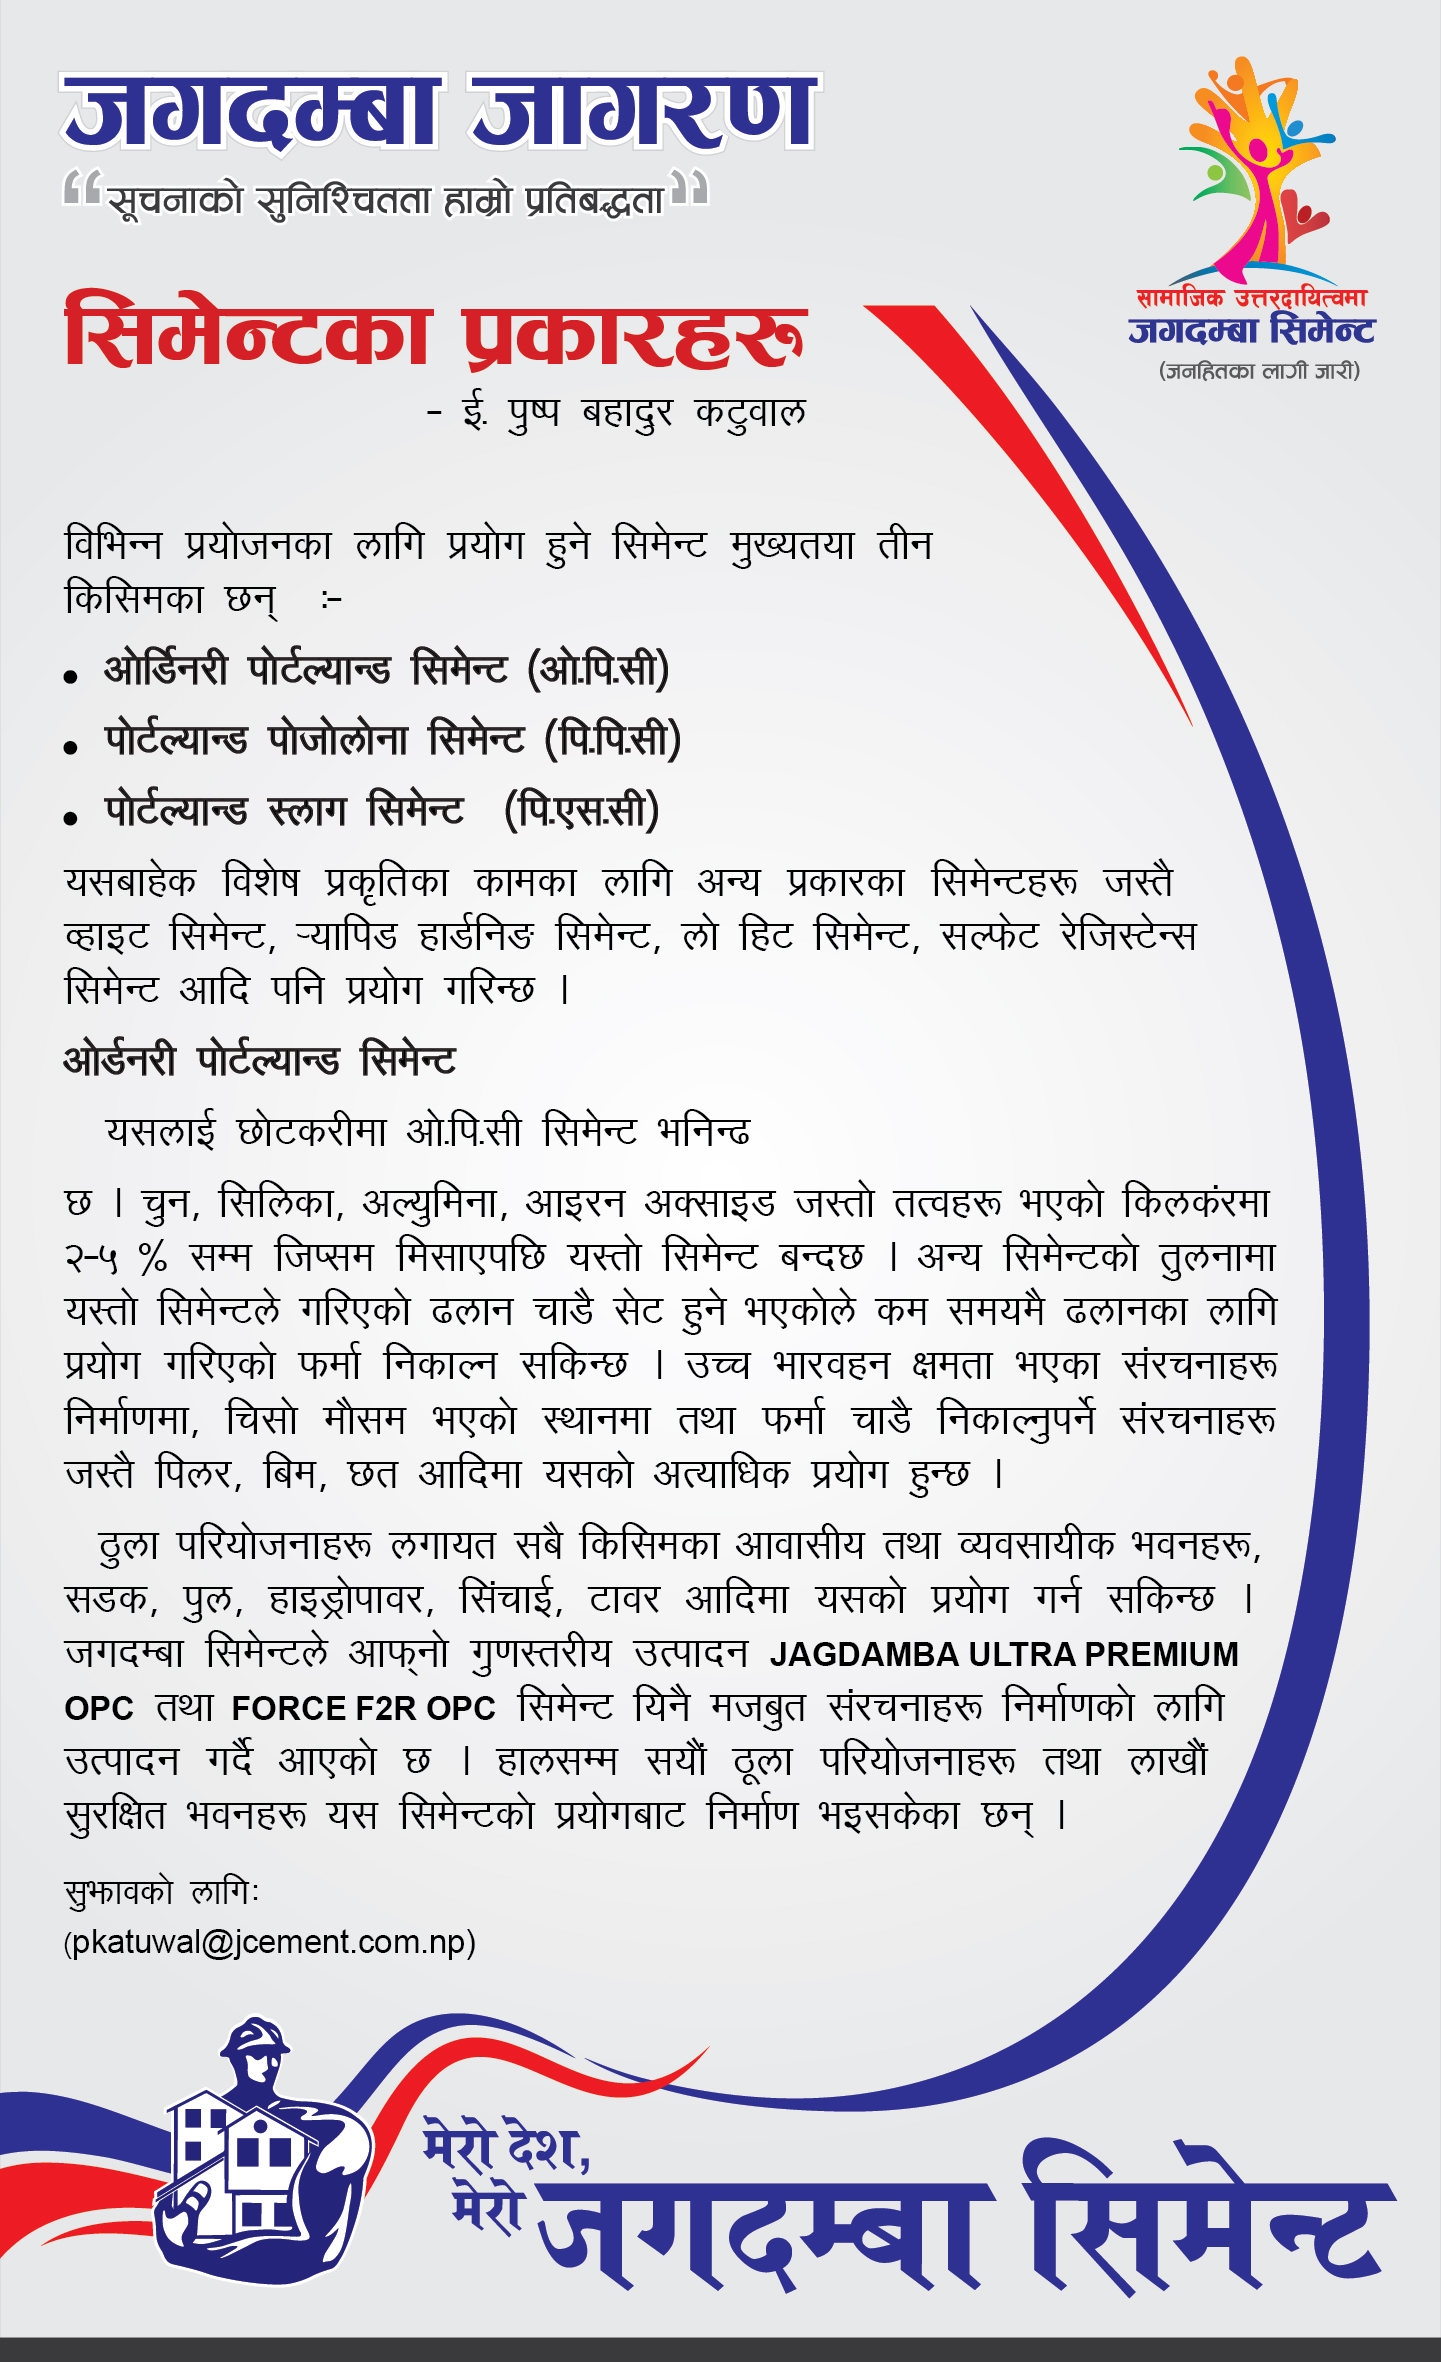 जगदम्बा जागरण
“सूचनाको सुनिश्चितता हाम्रो प्रतिबद्धता”
सामाजिक उत्तरदायित्वमा
जगदम्बा सिमेन्ट
(जनहितका लागी जारी)
सिमेन्टका प्रकारहरु
- ई. पुष्प बहादुर कटुवाल
विभिन्न प्रयोजनका लागि प्रयोग हुने सिमेन्ट मुख्यतया तीन
किसिमका छन् :-
• ओर्डिनरी पोर्टल्यान्ड सिमेन्ट (ओ.पि.सी)
• पोर्टल्यान्ड पोजोलोना सिमेन्ट (पि.पि.सी)
• पोर्टल्यान्ड स्लाग सिमेन्ट (पि.एस.सी)
यसबाहेक विशेष प्रकृतिका कामका लागि अन्य प्रकारका सिमेन्टहरू जस्तै
व्हाइट सिमेन्ट, ऱ्यापिड हार्डनिङ सिमेन्ट, लो हिट सिमेन्ट, सल्फेट रेजिस्टेन्स
सिमेन्ट आदि पनि प्रयोग गरिन्छ ।
ओर्डनरी पोर्टल्यान्ड सिमेन्ट
यसलाई छोटकरीमा ओ.पि.सी सिमेन्ट भनिन्ढ
छ । चुन, सिलिका, अल्युमिना, आइरन अक्साइड जस्तो तत्वहरू भएको किलकंरमा
२-५ % सम्म जिप्सम मिसाएपछि यस्तो सिमेन्ट बन्दछ । अन्य सिमेन्टको तुलनामा
यस्तो सिमेन्टले गरिएको ढलान चाडै सेट हुने भएकोले कम समयमै ढलानका लागि
प्रयोग गरिएको फर्मा निकाल्न सकिन्छ । उच्च भारवहन क्षमता भएका संरचनाहरू
निर्माणमा, चिसो मौसम भएको स्थानमा तथा फर्मा चाडै निकाल्नुपर्ने संरचनाहरू
जस्तै पिलर, बिम, छत आदिमा यसको अत्याधिक प्रयोग हुन्छ ।
ठुला परियोजनाहरू लगायत सबै किसिमका आवासीय तथा व्यवसायीक भवनहरू,
सडक, पुल, हाइड्रोपावर, सिंचाई, टावर आदिमा यसको प्रयोग गर्न सकिन्छ ।
जगदम्बा सिमेन्टले आफ्नो गुणस्तरीय उत्पादन JAGDAMBA ULTRA PREMIUM
OPC तथा FORCE F2R OPC सिमेन्ट यिनै मजबुत संरचनाहरू निर्माणको लागि
उत्पादन गर्दै आएको छ । हालसम्म सयौं ठूला परियोजनाहरू तथा लाखौं
सुरक्षित भवनहरू यस सिमेन्टको प्रयोगबाट निर्माण भइसकेका छन् ।
सुझावको लागि:
(pkatuwal@jcement.com.np)
मेरो देश,
मेरो जगदम्बा सिमेन्ट